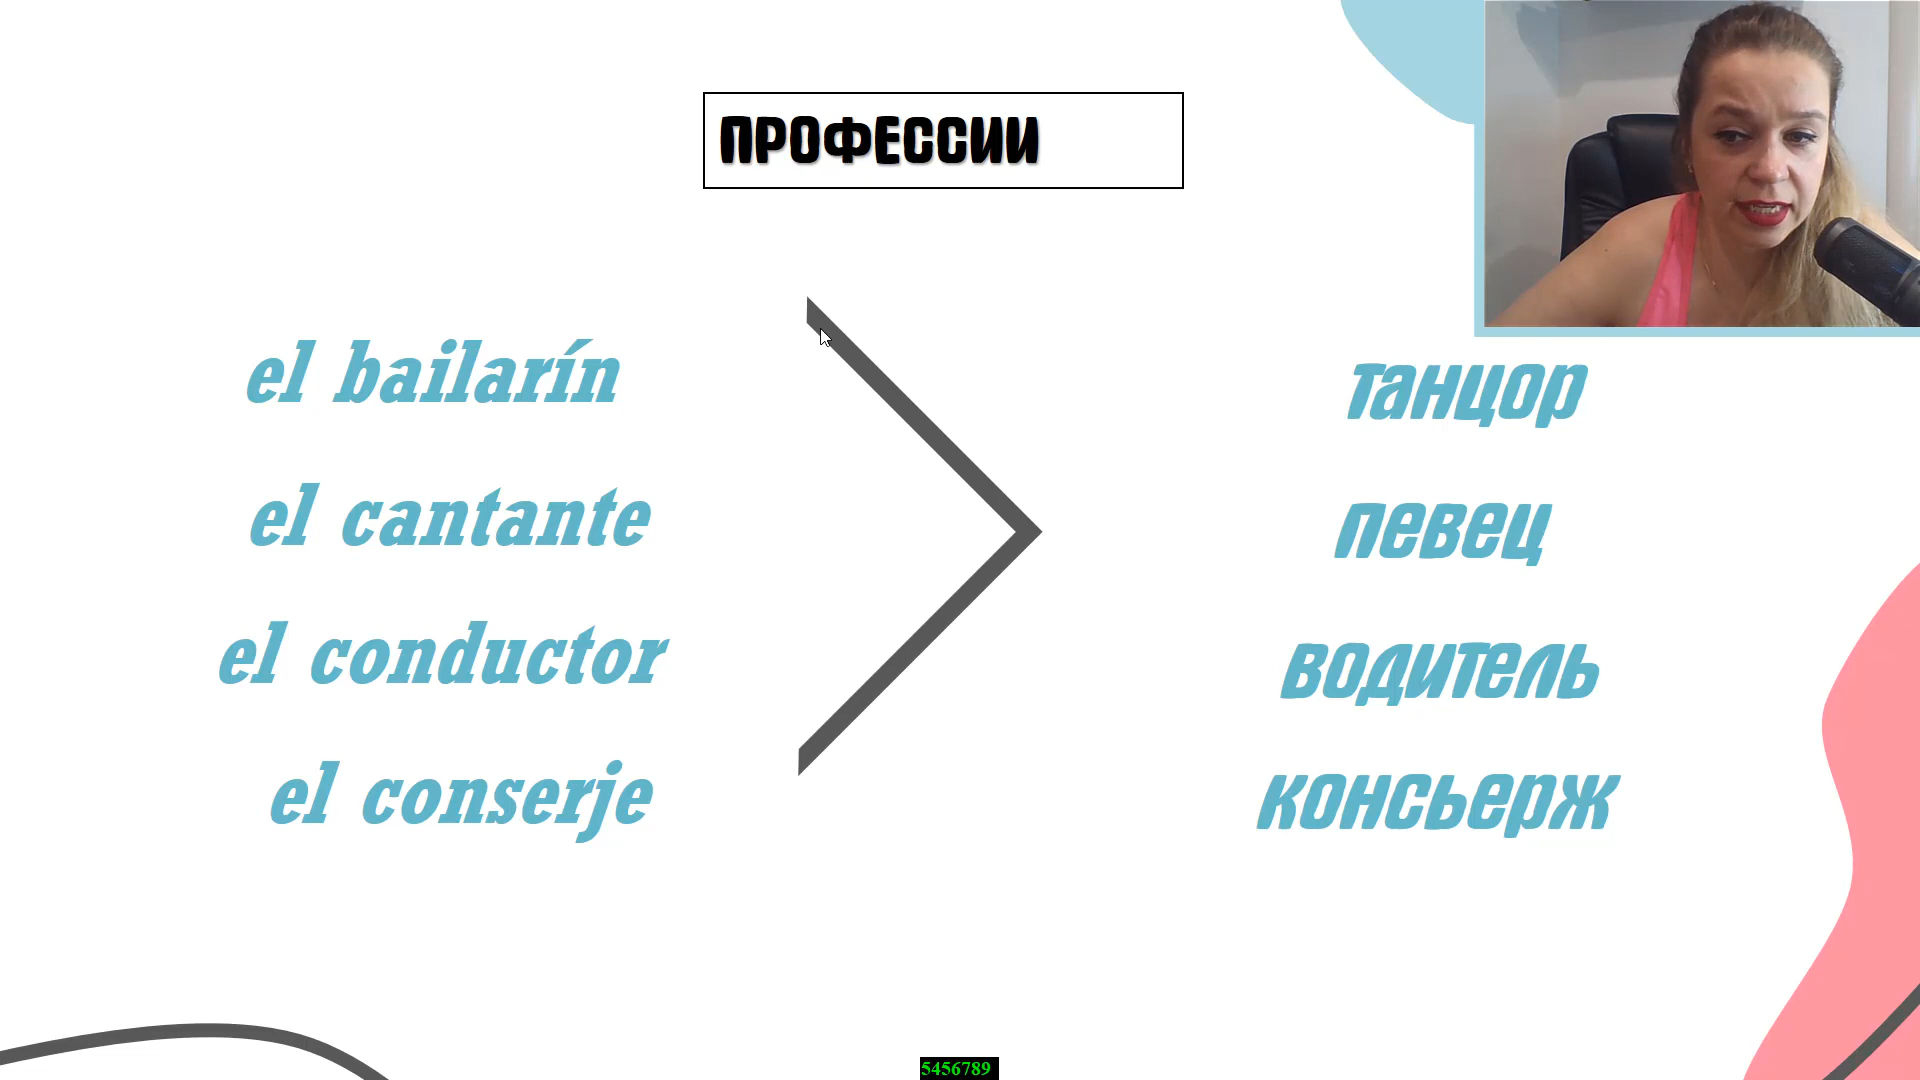 ПРОФЕССИИ
el bailarín
танцор
el cantante
певец
el conductor
водитель
el conserje
консьерж
5456789